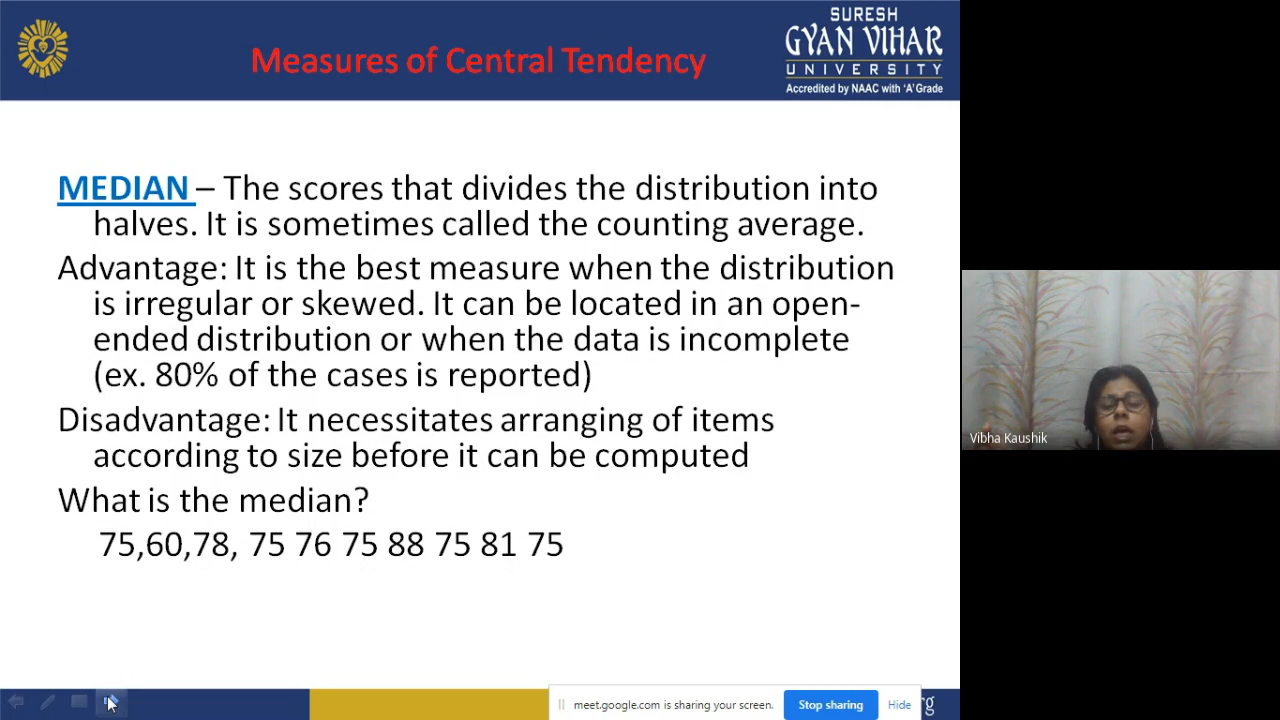 Measures of Central Tendency
SURESH
GYAN VIHAR
UNIVERSITY
Accredited by NAAC with 'A' Grade
MEDIAN – The scores that divides the distribution into
halves. It is sometimes called the counting average.
Advantage: It is the best measure when the distribution
is irregular or skewed. It can be located in an open-
ended distribution or when the data is incomplete
(ex. 80% of the cases is reported)
Disadvantage: It necessitates arranging of items
according to size before it can be computed
What is the median?
75,60,78, 75 76 75 88 75 81 75
Vibha Kaushik
meet.google.com is sharing your screen.
Stop sharing
Hide